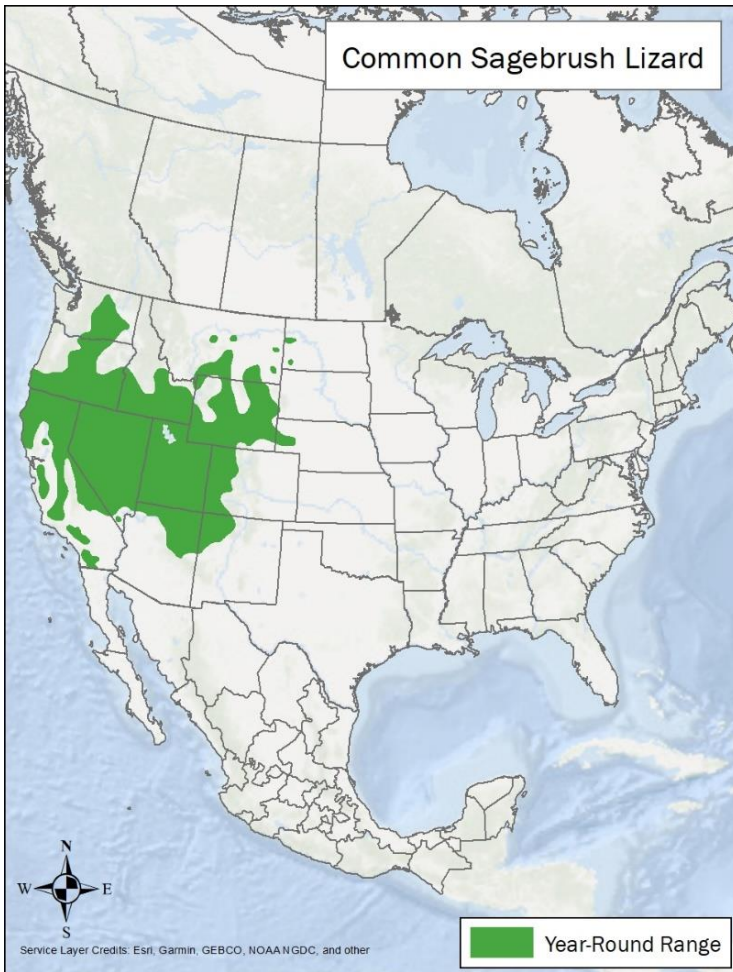 Common Sagebrush Lizard
N
W E
S
Service Layer Credits: Esri, Garmin, GEBCO, NOAA NGDC, and other
Year-Round Range